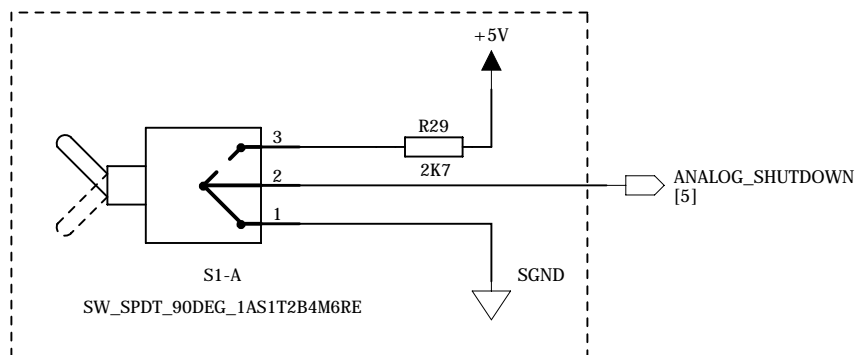 +5V
R29
3
2K7
2
ANALOG_SHUTDOWN
[5]
1
S1-A
SGND
SW_SPDT_90DEG_1AS1T2B4M6RE